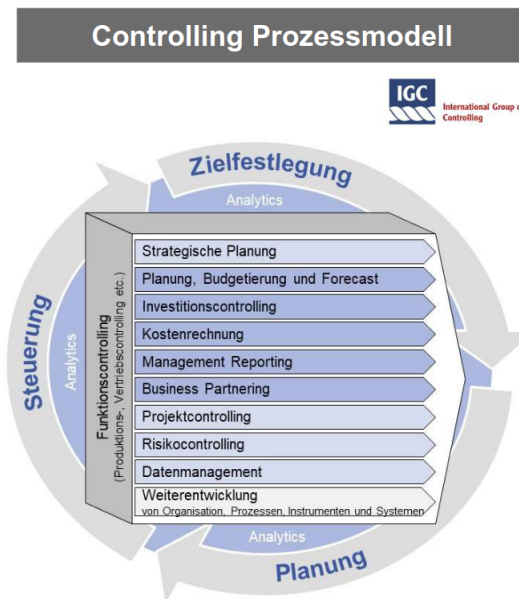 Controlling Prozessmodell
IGC
International Group o
Controlling
Zielfestlegung
Analytics
Steuerung
Analytics
Funktionscontrolling
(Produktions-, Vertriebscontrolling etc.)
Strategische Planung
Planung, Budgetierung und Forecast
Investitionscontrolling
Kostenrechnung
Management Reporting
Business Partnering
Projektcontrolling
Risikocontrolling
Datenmanagement
Weiterentwicklung
von Organisation, Prozessen, Instrumenten und Systemen
Analytics
Planung